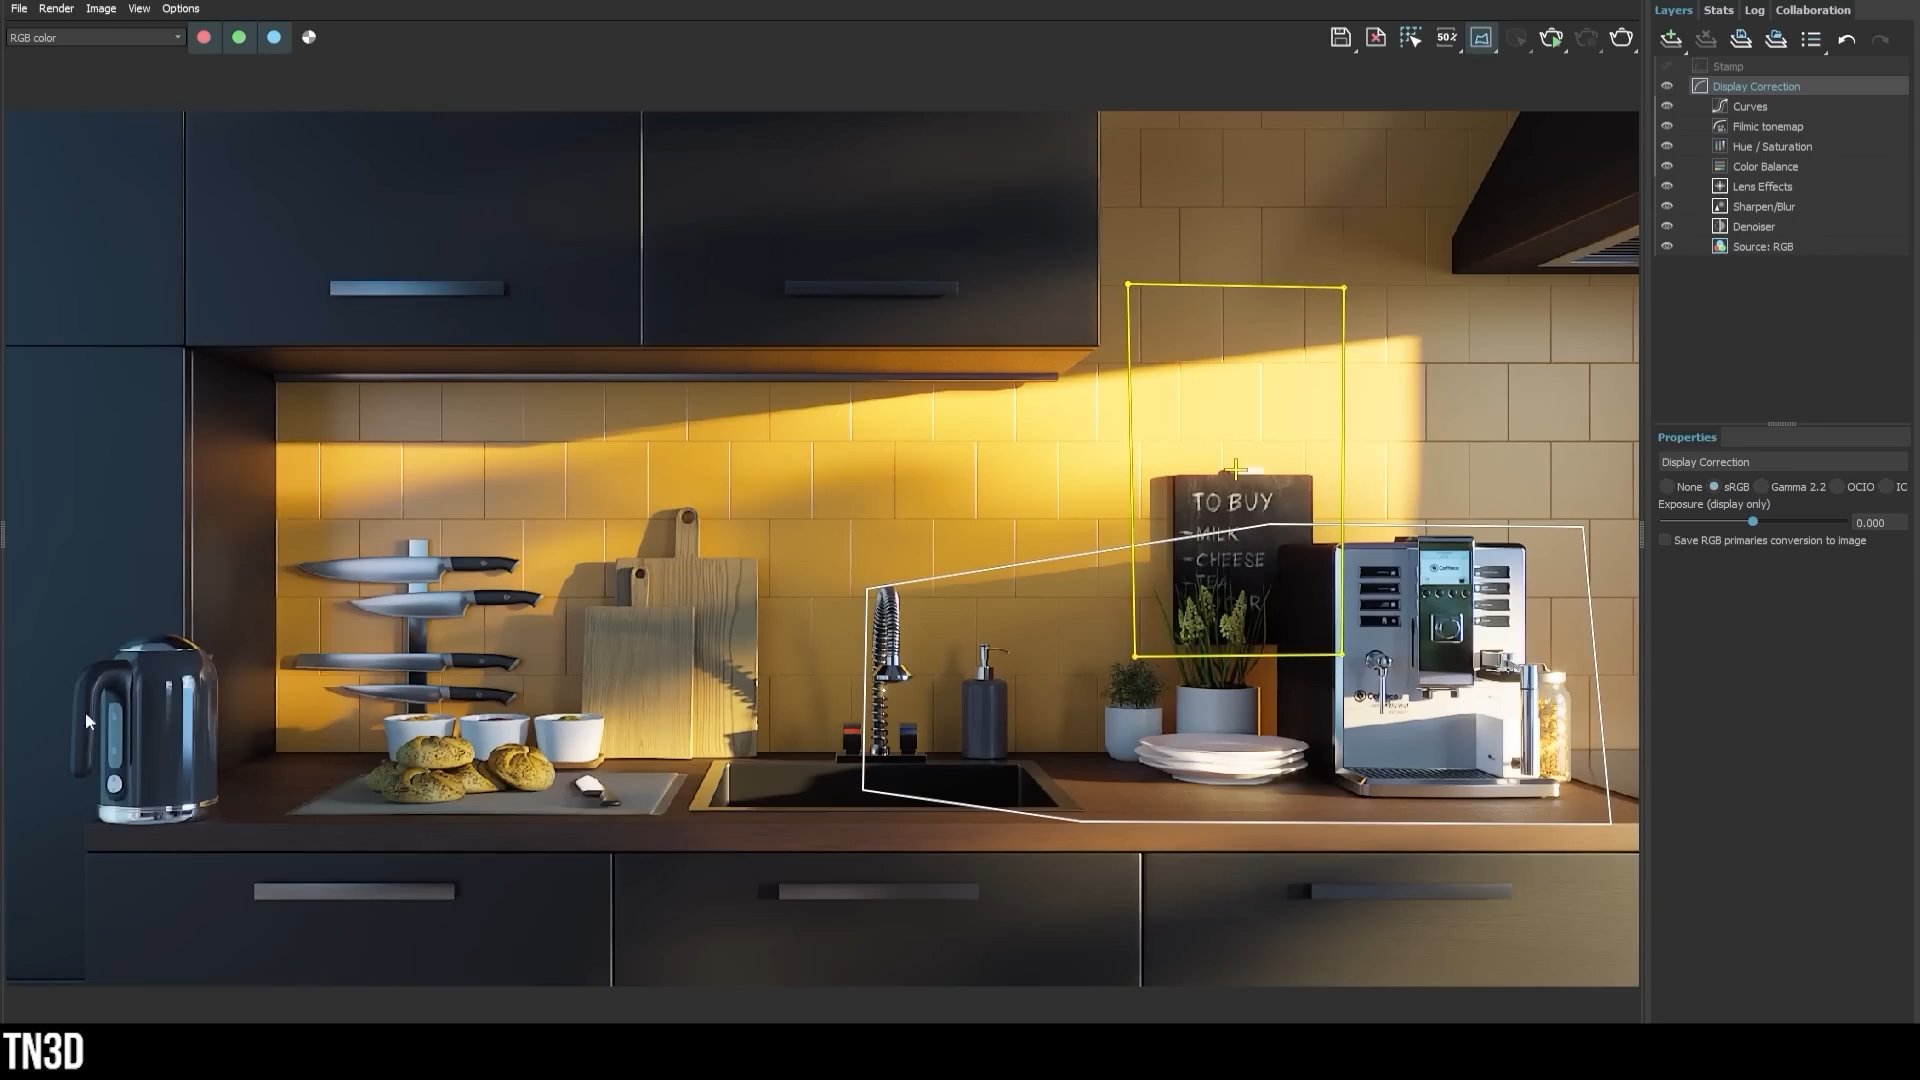 File Render Image View Options
Layers Stats Log Collaboration
RGB color
50%
Stamp
Display Correction
Curves
Filmic tonemap
Hue / Saturation
Color Balance
Lens Effects
Sharpen/Blur
Denoiser
Source: RGB
Properties
Display Correction
None sRGB Gamma 2.2 OCIO IC
Exposure (display only)
0.000
Save RGB primaries conversion to image
TO BUY
-MILK
-CHEESE
-TEA
TN3D